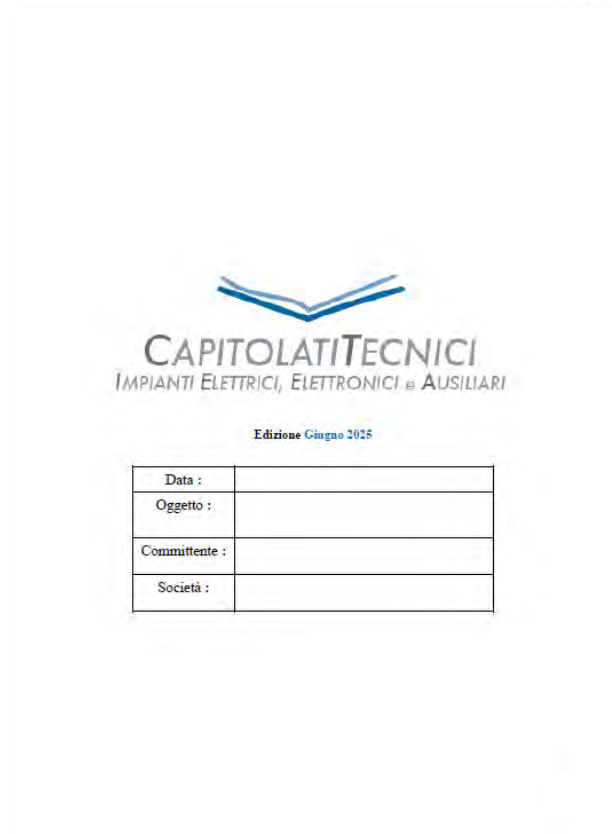 CAPITOLATITECNICI
IMPIANTI ELETTRICI, ELETTRONICI e AUSILIARI
Edizione Giugno 2025
Data :
Oggetto :
Committente :
Società :